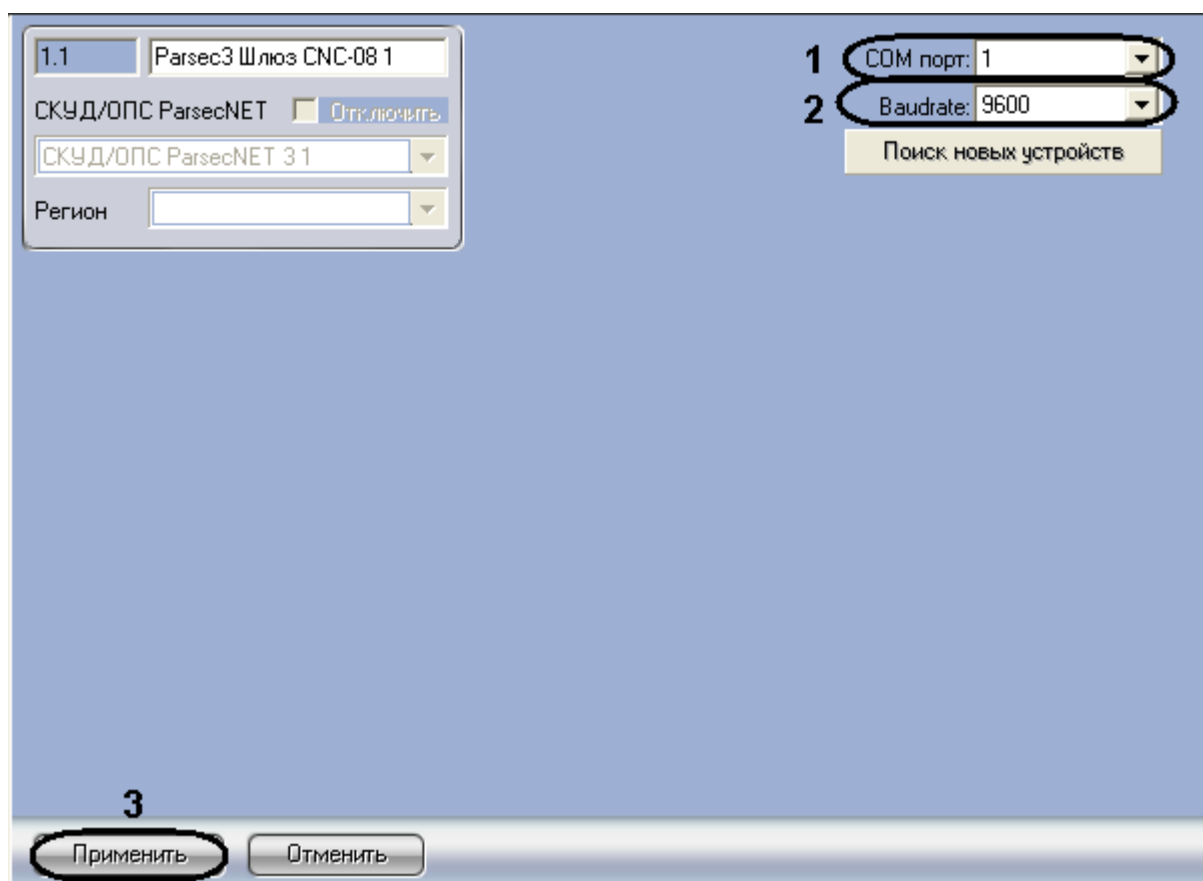 1.1 Parsec3 Шлюз CNC-08 1
СКУД/ОПС ParsecNET Отключить
СКУД/ОПС ParsecNET 3 1
Регион
1 COM порт: 1
2 Baudrate: 9600
Поиск новых устройств
3
Применить Отменить